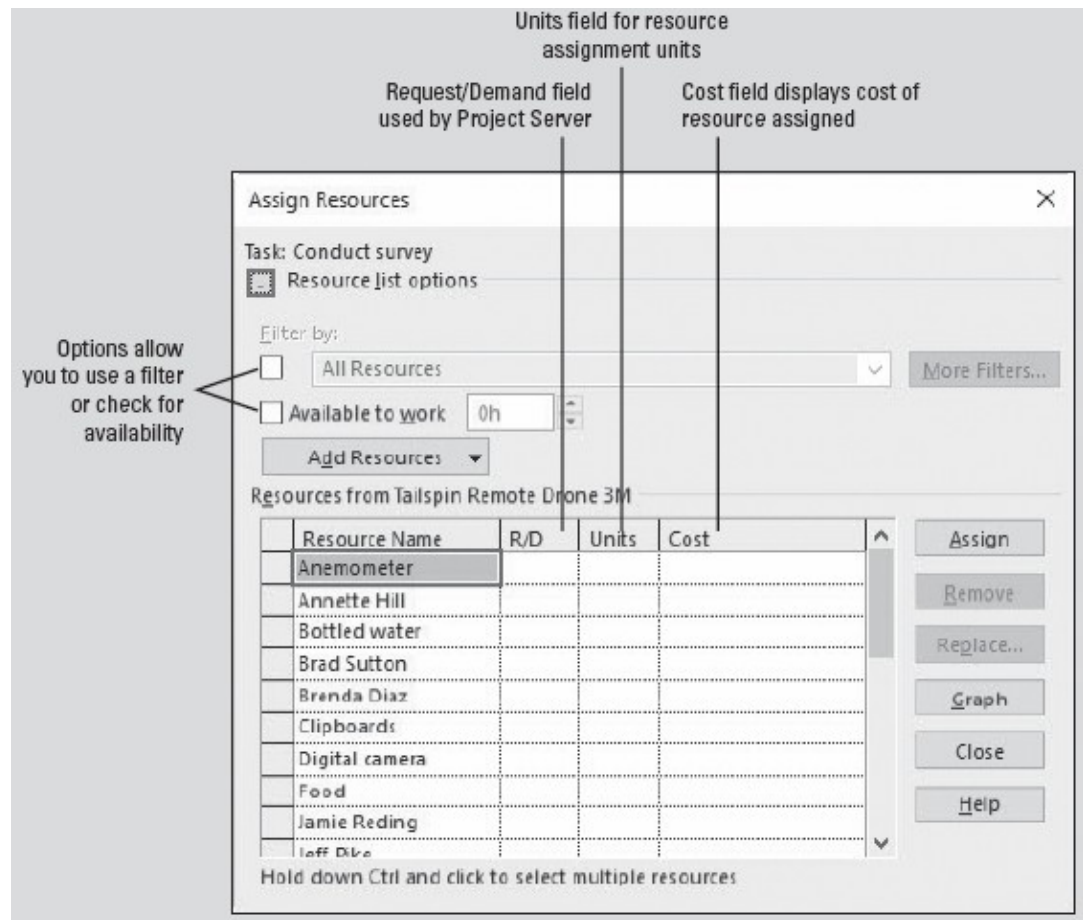 Units field for resource
assignment units
Request/Demand field
used by Project Server
Cost field displays cost of
resource assigned
Assign Resources
Task: Conduct survey
Resource list options
Filter by:
Options allow
you to use a filter
or check for
availability
All Resources
More Filters...
Available to work 0h
Add Resources
Resources from Tailspin Remote Drone 3M
Resource Name R/D Units Cost
Assign
Anemometer
Annette Hill
Remove
Bottled water
Brad Sutton
Replace...
Brenda Diaz
Graph
Clipboards
Digital camera
Close
Food
Help
Jamie Reding
Jeff Pike
Hold down Ctrl and click to select multiple resources